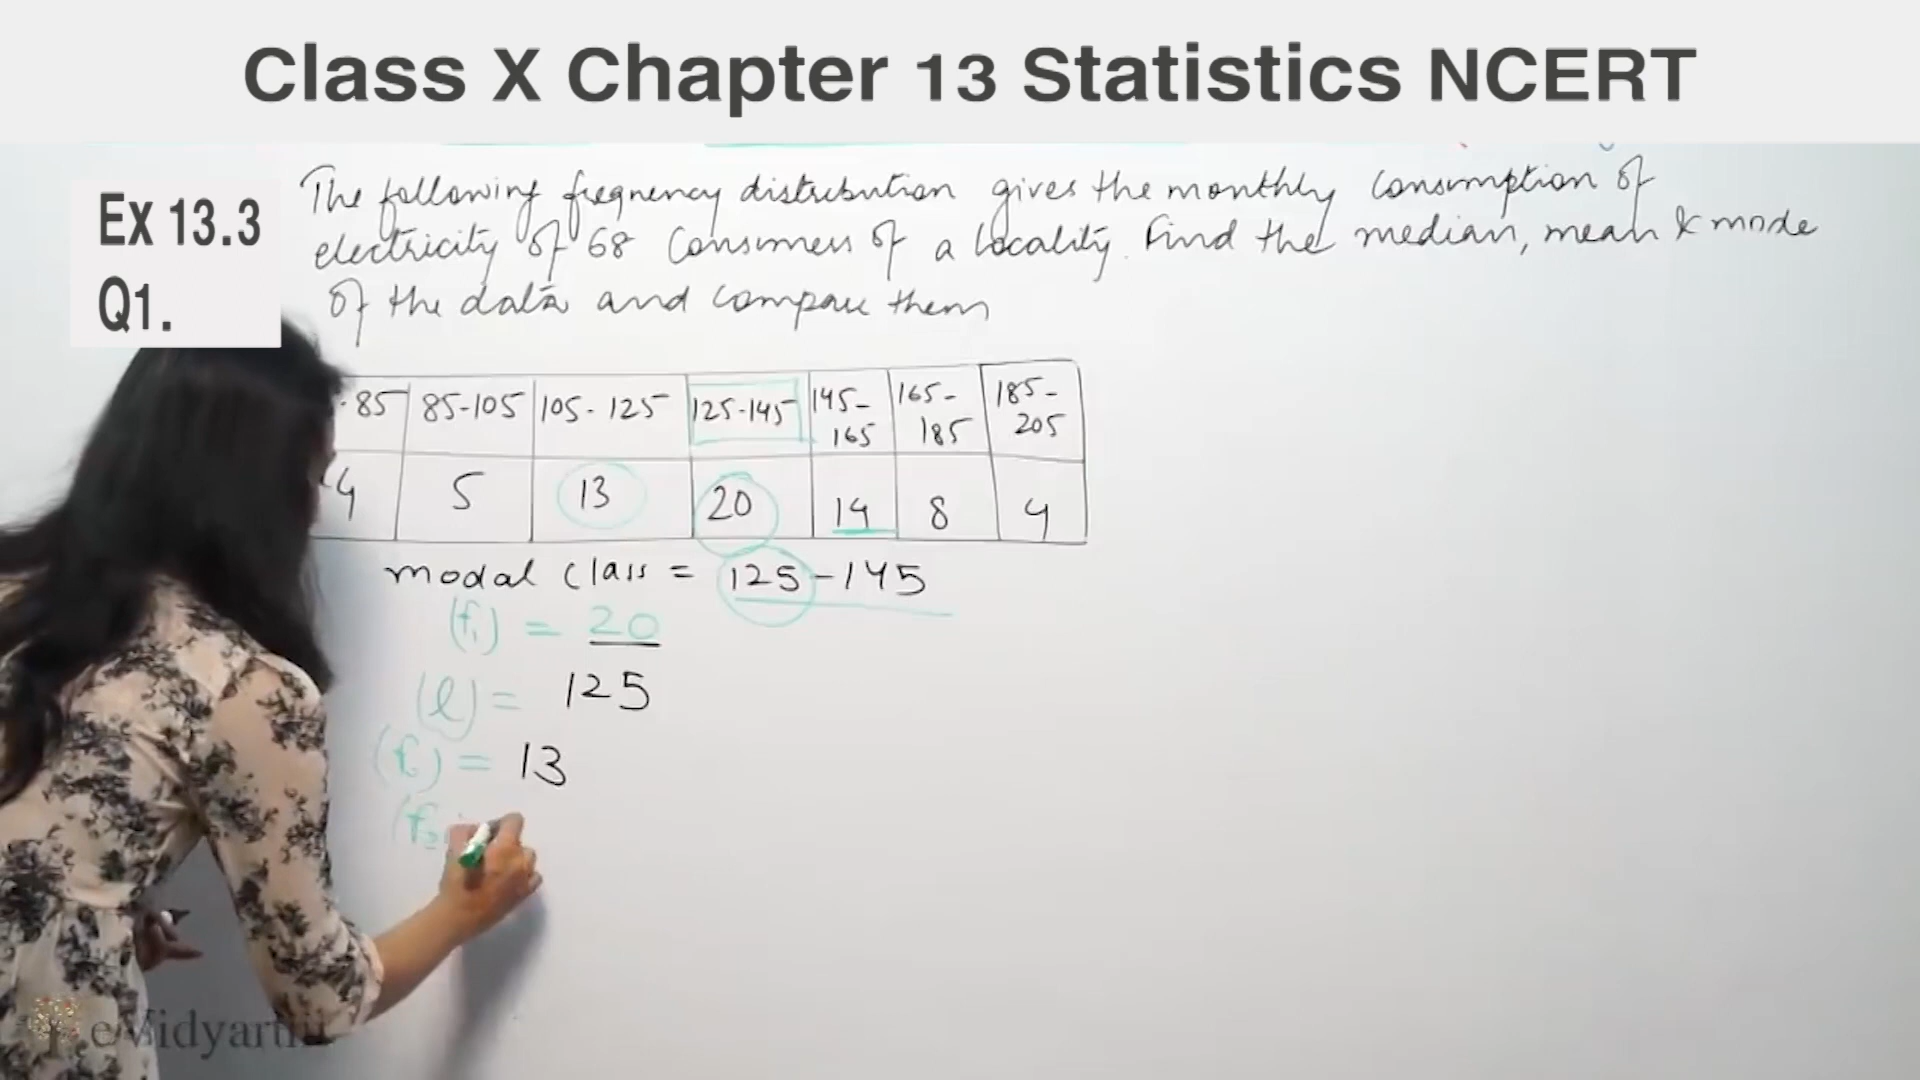 Class X Chapter 13 Statistics NCERT
Ex 13.3
Q1.
The following frequency distribution gives the monthly consumption of
electricity of 68 consumers of a locality. Find the median, mean & mode
of the data and compare them
-85 85-105 105-125 125-145 145-165 165-185 185-205
4 5 13 20 14 8 4
modal class = 125-145
(f₁) = 20
(l) = 125
(f₀) = 13
(f₂
eVidyarthi